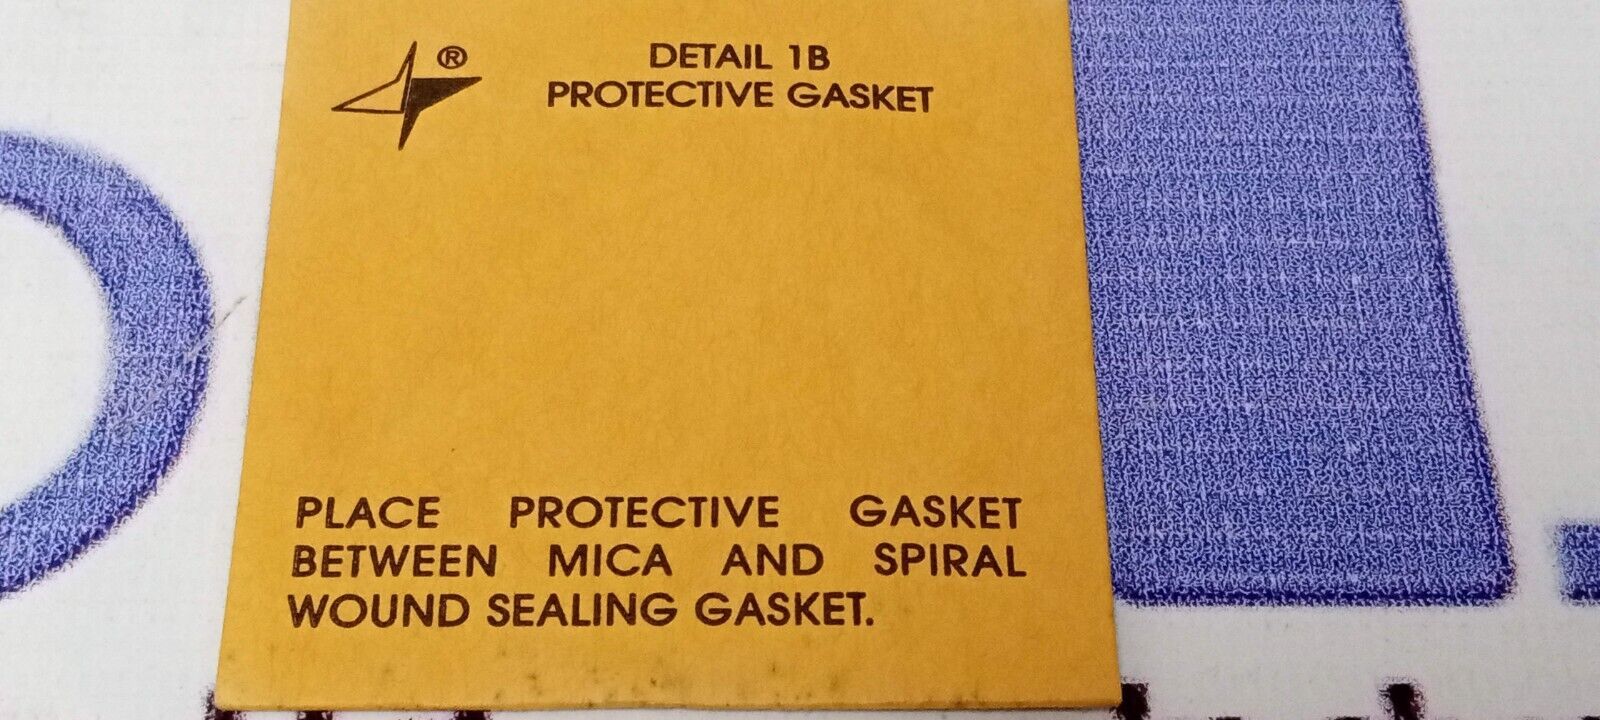 ®
DETAIL 1B
PROTECTIVE GASKET
PLACE PROTECTIVE GASKET
BETWEEN MICA AND SPIRAL
WOUND SEALING GASKET.